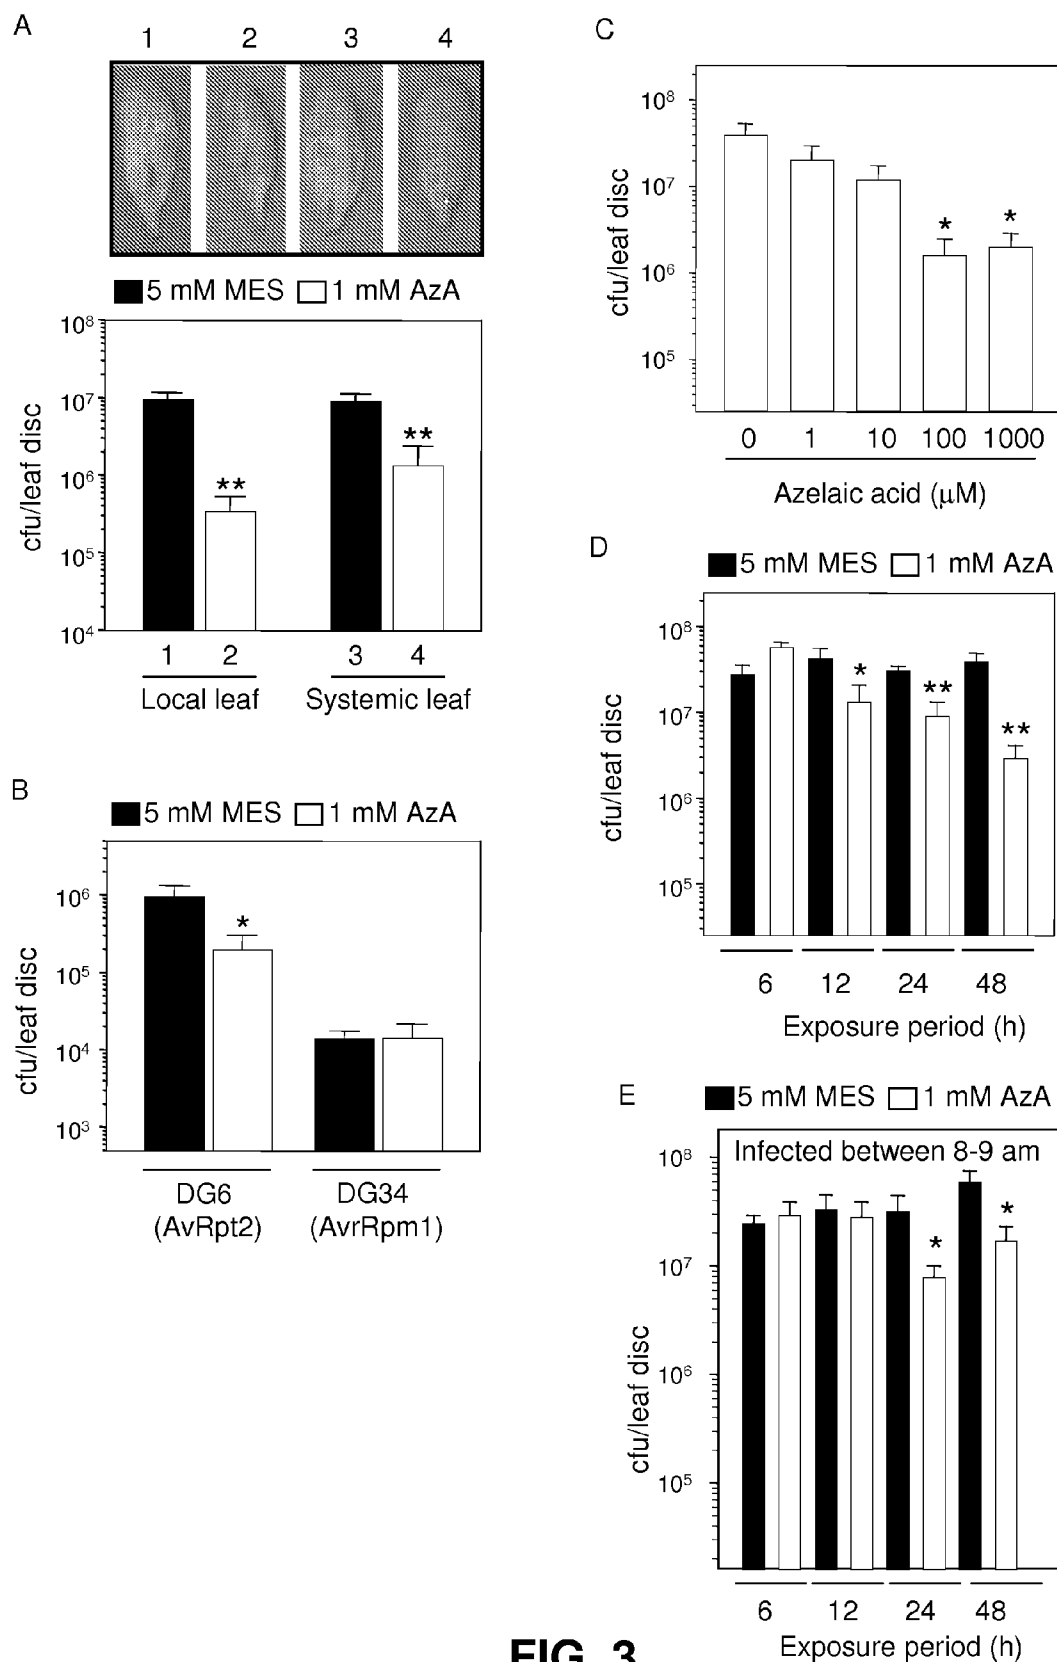 A
1 2 3 4
5 mM MES 1 mM AzA
10⁸
10⁷
10⁶
10⁵
10⁴
cfu/leaf disc
** **
1 2 3 4
Local leaf Systemic leaf
B
5 mM MES 1 mM AzA
10⁶
10⁵
10⁴
10³
cfu/leaf disc
*
DG6 DG34
(AvRpt2) (AvrRpm1)
C
10⁸
10⁷
10⁶
10⁵
cfu/leaf disc
* *
0 1 10 100 1000
Azelaic acid (μM)
D
5 mM MES 1 mM AzA
10⁸
10⁷
10⁶
10⁵
cfu/leaf disc
* ** **
6 12 24 48
Exposure period (h)
E
5 mM MES 1 mM AzA
Infected between 8-9 am
10⁸
10⁷
10⁶
10⁵
cfu/leaf disc
* *
6 12 24 48
Exposure period (h)
FIG. 3